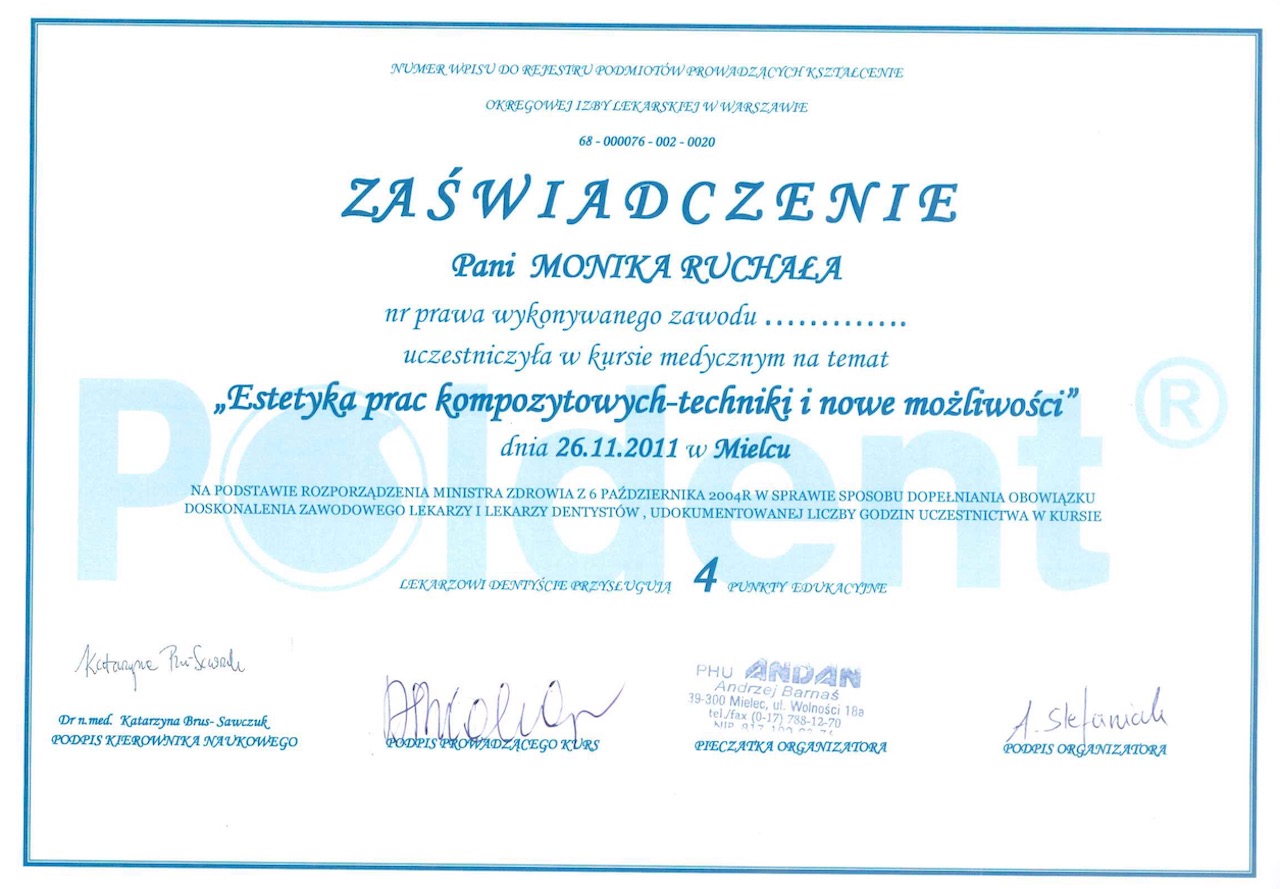 NUMER WPISU DO REJESTRU PODMIOTÓW PROWADZĄCYCH KSZTAŁCENIE
OKRĘGOWEJ IZBY LEKARSKIEJ W WARSZAWIE
68 - 000076 - 002 - 0020
ZAŚWIADCZENIE
Pani MONIKA RUCHAŁA
nr prawa wykonywanego zawodu .............
uczestniczyła w kursie medycznym na temat
„Estetyka prac kompozytowych-techniki i nowe możliwości”
dnia 26.11.2011 w Mielcu
Poldent®
NA PODSTAWIE ROZPORZĄDZENIA MINISTRA ZDROWIA Z 6 PAŹDZIERNIKA 2004R W SPRAWIE SPOSOBU DOPEŁNIANIA OBOWIĄZKU
DOSKONALENIA ZAWODOWEGO LEKARZY I LEKARZY DENTYSTÓW , UDOKUMENTOWANEJ LICZBY GODZIN UCZESTNICTWA W KURSIE
LEKARZOWI DENTYŚCIE PRZYSŁUGUJĄ 4 PUNKTY EDUKACYJNE
Katarzyna
Dr n.med. Katarzyna Brus- Sawczuk
PODPIS KIEROWNIKA NAUKOWEGO
PODPIS PROWADZĄCEGO KURS
PHU ANDAN
Andrzej Barnaś
39-300 Mielec, ul. Wolności 18a
tel./fax (0-17) 788-12-70
NIP
PIECZĄTKA ORGANIZATORA
A. Stefaniak
PODPIS ORGANIZATORA